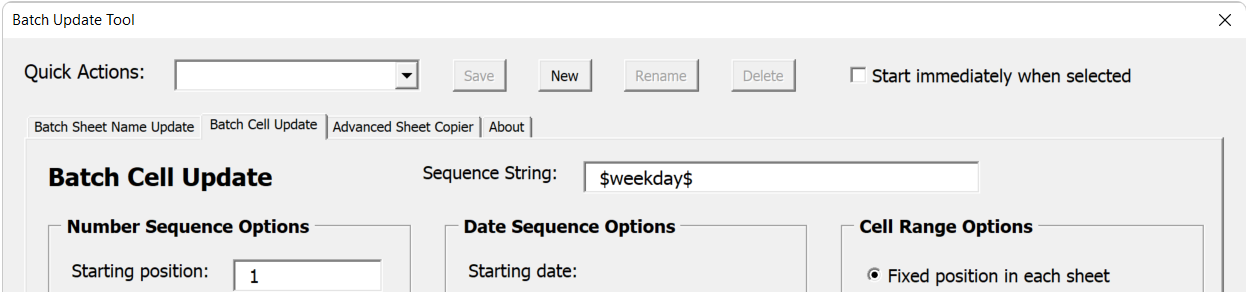 Batch Update Tool
Quick Actions: Save New Rename Delete Start immediately when selected
Batch Sheet Name Update Batch Cell Update Advanced Sheet Copier About
Batch Cell Update Sequence String: $weekday$
Number Sequence Options Date Sequence Options Cell Range Options
Starting position: 1 Starting date: Fixed position in each sheet